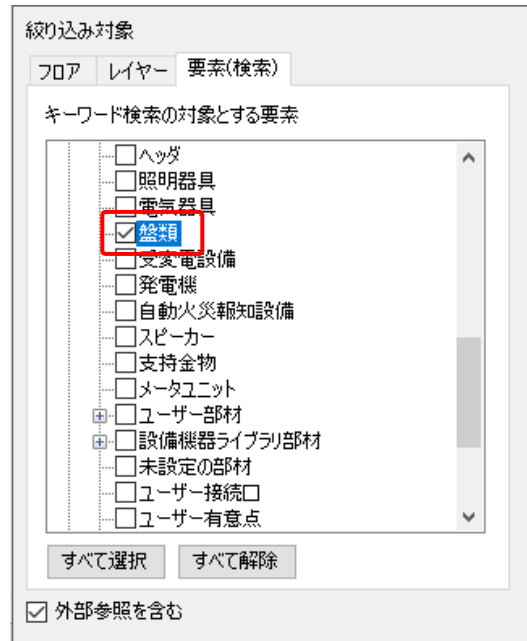 絞り込み対象
フロア レイヤー 要素(検索)
キーワード検索の対象とする要素
ヘッダ
照明器具
電気器具
盤類
受変電設備
発電機
自動火災報知設備
スピーカー
支持金物
メータユニット
ユーザー部材
設備機器ライブラリ部材
未設定の部材
ユーザー接続口
ユーザー有意点
すべて選択 すべて解除
外部参照を含む